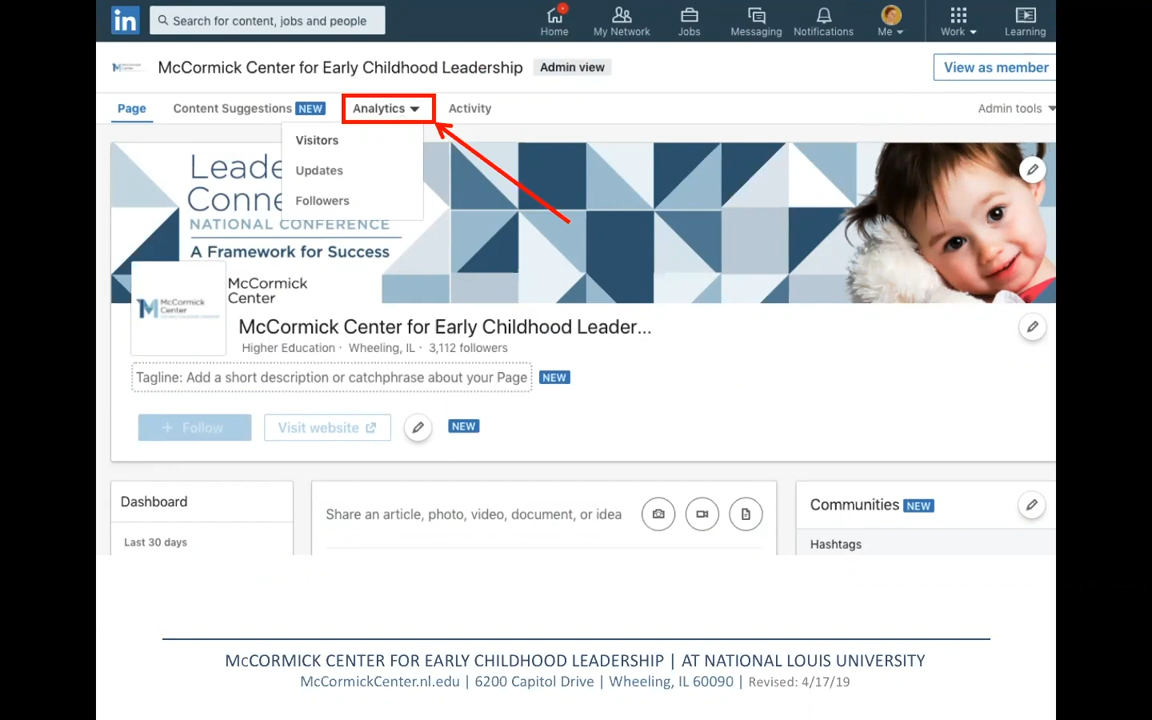 in
Search for content, jobs and people
Home
My Network
Jobs
Messaging
Notifications
Me
Work
Learning
McCormick Center for Early Childhood Leadership
Admin view
View as member
Page
Content Suggestions NEW
Analytics
Activity
Admin tools
Visitors
Updates
Followers
Leade
Conne
NATIONAL CONFERENCE
A Framework for Success
McCormick
Center
McCormick
Center
McCormick Center for Early Childhood Leader...
Higher Education · Wheeling, IL · 3,112 followers
Tagline: Add a short description or catchphrase about your Page NEW
+ Follow
Visit website
NEW
Dashboard
Last 30 days
Share an article, photo, video, document, or idea
Communities NEW
Hashtags
MCCORMICK CENTER FOR EARLY CHILDHOOD LEADERSHIP | AT NATIONAL LOUIS UNIVERSITY
McCormickCenter.nl.edu | 6200 Capitol Drive | Wheeling, IL 60090 | Revised: 4/17/19